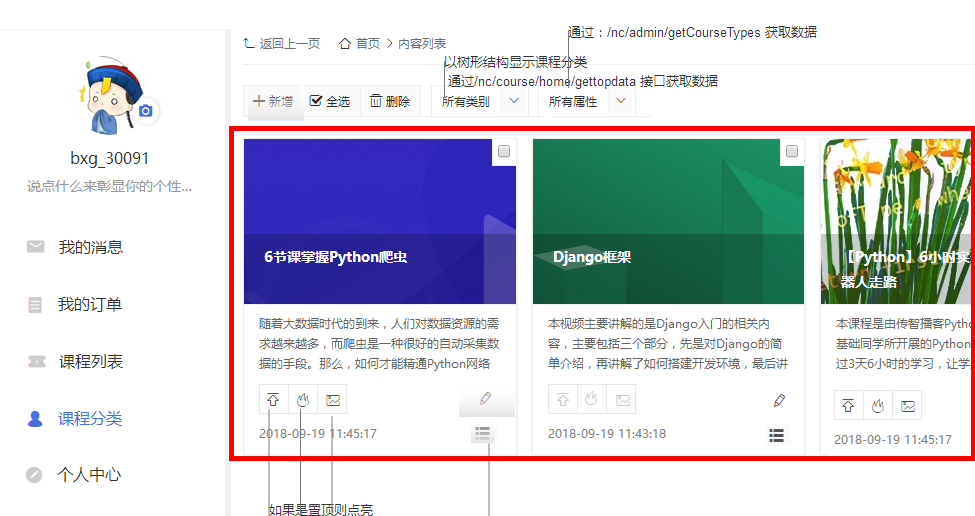 通过：/nc/admin/getCourseTypes 获取数据
返回上一页 首页 > 内容列表
以树形结构显示课程分类
通过/nc/course/home/gettopdata 接口获取数据
新增 全选 删除 所有类别 所有属性
bxg_30091
说点什么来彰显你的个性...
我的消息
我的订单
课程列表
课程分类
个人中心
6节课掌握Python爬虫
随着大数据时代的到来，人们对数据资源的需
求越来越多，而爬虫是一种很好的自动采集数
据的手段。那么，如何才能精通Python网络
2018-09-19 11:45:17
Django框架
本视频主要讲解的是Django入门的相关内
容，主要包括三个部分，先是对Django的简
单介绍，再讲解了如何搭建开发环境，最后讲
2018-09-19 11:43:18
【Python】6小时实
器人走路
本课程是由传智播客Pytho
基础同学所开展的Python
过3天6小时的学习，让学
2018-09-19 11:45:17
如果是置顶则点亮